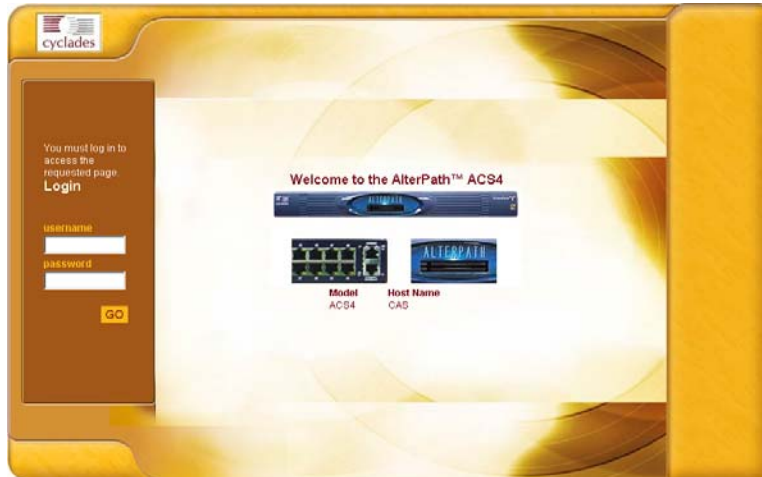 cyclades
You must log in to
access the
requested page.
Login
username
password
GO
Welcome to the AlterPath™ ACS4
ALTERPATH
ALTERPATH
Model Host Name
ACS4 CAS